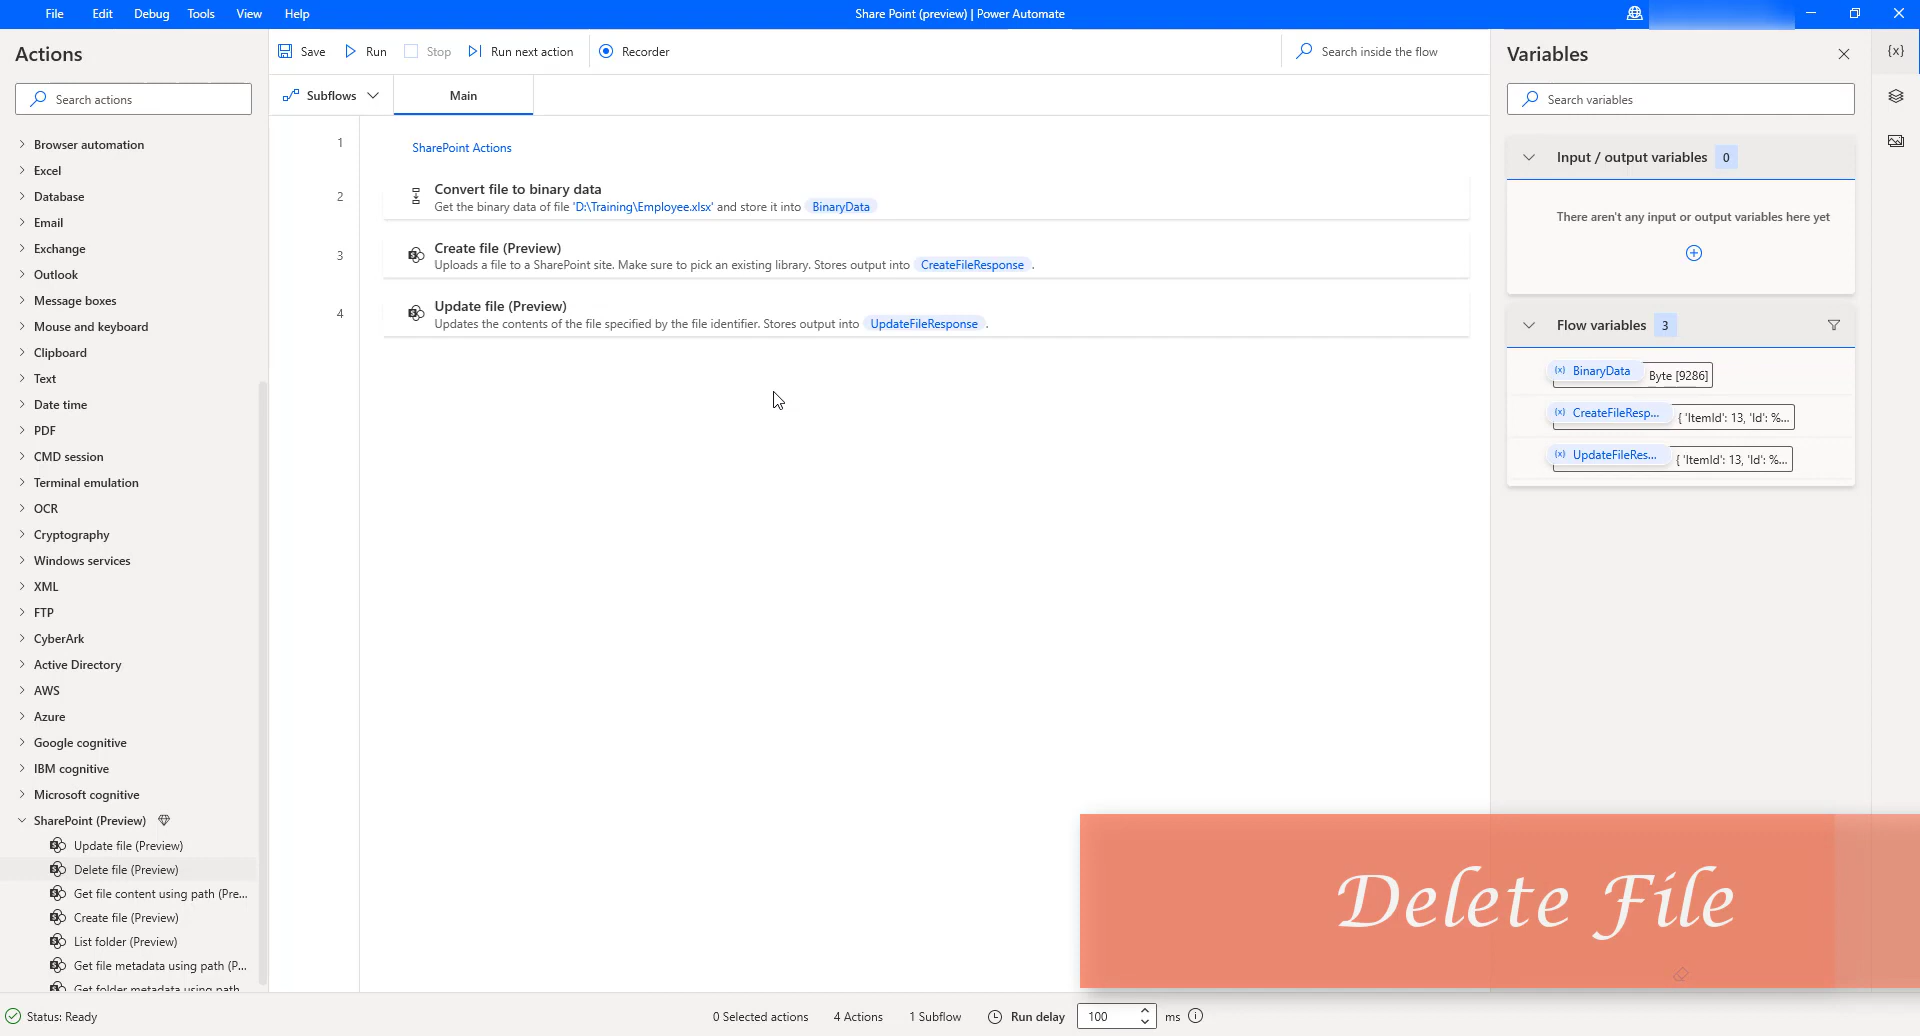 File Edit Debug Tools View Help
Share Point (preview) | Power Automate
Actions
Search actions
Browser automation
Excel
Database
Email
Exchange
Outlook
Message boxes
Mouse and keyboard
Clipboard
Text
Date time
PDF
CMD session
Terminal emulation
OCR
Cryptography
Windows services
XML
FTP
CyberArk
Active Directory
AWS
Azure
Google cognitive
IBM cognitive
Microsoft cognitive
SharePoint (Preview)
Update file (Preview)
Delete file (Preview)
Get file content using path (Pre...
Create file (Preview)
List folder (Preview)
Get file metadata using path (P...
Get folder metadata using path
Save Run Stop Run next action Recorder
Search inside the flow
Subflows Main
1 SharePoint Actions
2 Convert file to binary data
Get the binary data of file 'D:\Training\Employee.xlsx' and store it into BinaryData
3 Create file (Preview)
Uploads a file to a SharePoint site. Make sure to pick an existing library. Stores output into CreateFileResponse .
4 Update file (Preview)
Updates the contents of the file specified by the file identifier. Stores output into UpdateFileResponse .
Variables
{x}
Search variables
Input / output variables 0
There aren't any input or output variables here yet
Flow variables 3
(x) BinaryData Byte [9286]
(x) CreateFileResp... { 'ItemId': 13, 'Id': %...
(x) UpdateFileRes... { 'ItemId': 13, 'Id': %...
Delete File
Status: Ready
0 Selected actions 4 Actions 1 Subflow Run delay 100 ms